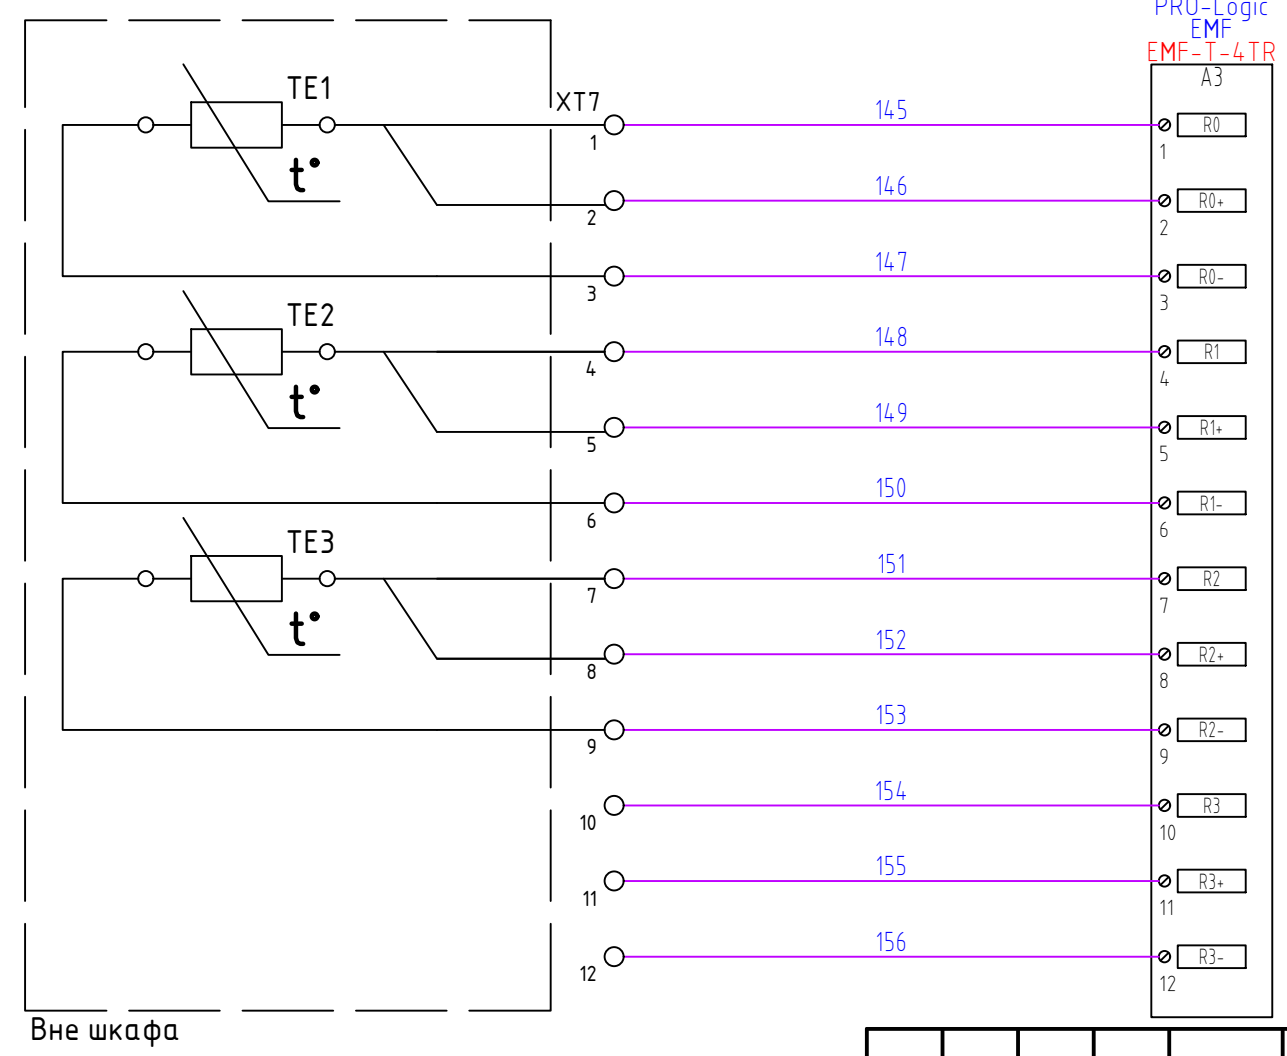 PRO-Logic
EMF
EMF-T-4TR
A3
TE1
t°
XT7
1
145
R0
1
2
146
R0+
2
3
147
R0-
3
TE2
t°
4
148
R1
4
5
149
R1+
5
6
150
R1-
6
TE3
t°
7
151
R2
7
8
152
R2+
8
9
153
R2-
9
10
154
R3
10
11
155
R3+
11
12
156
R3-
12
Вне шкафа